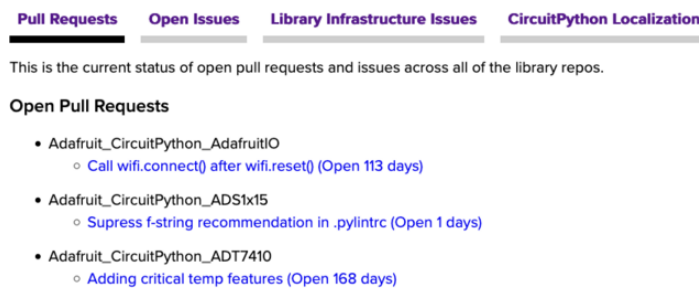 Pull Requests Open Issues Library Infrastructure Issues CircuitPython Localization
This is the current status of open pull requests and issues across all of the library repos.
Open Pull Requests
• Adafruit_CircuitPython_AdafruitIO
◦ Call wifi.connect() after wifi.reset() (Open 113 days)
• Adafruit_CircuitPython_ADS1x15
◦ Supress f-string recommendation in .pylintrc (Open 1 days)
• Adafruit_CircuitPython_ADT7410
◦ Adding critical temp features (Open 168 days)